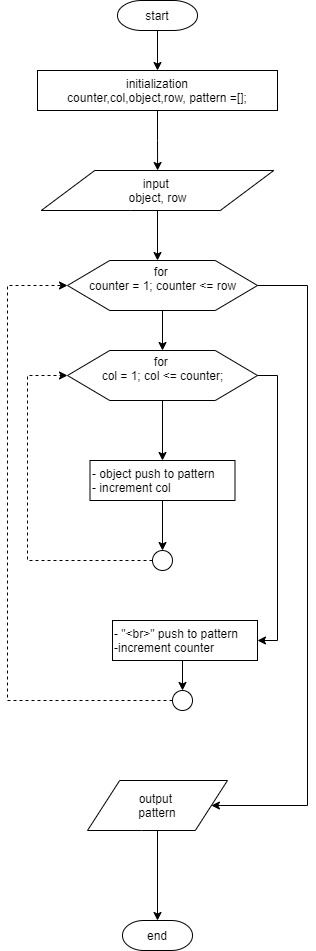 start
initialization
counter,col,object,row, pattern =[];
input
object, row
for
counter = 1; counter <= row
for
col = 1; col <= counter;
- object push to pattern
- increment col
- "<br>" push to pattern
-increment counter
output
pattern
end